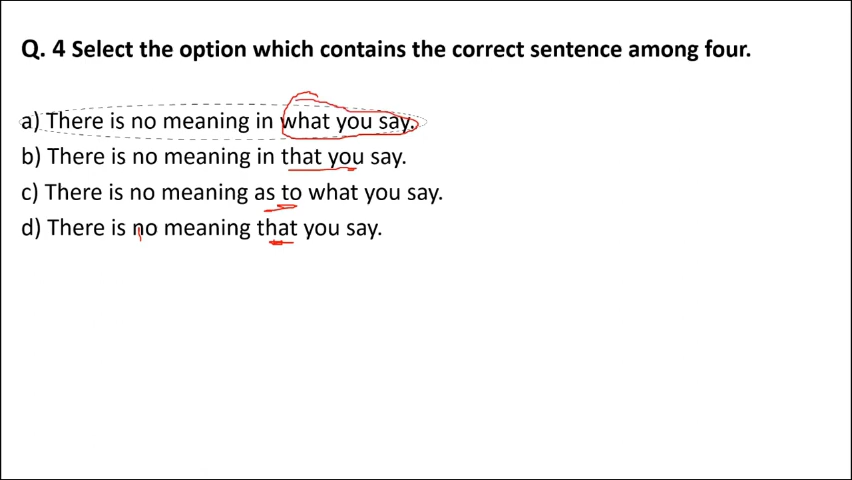 Q. 4 Select the option which contains the correct sentence among four.
a) There is no meaning in what you say.
b) There is no meaning in that you say.
c) There is no meaning as to what you say.
d) There is no meaning that you say.